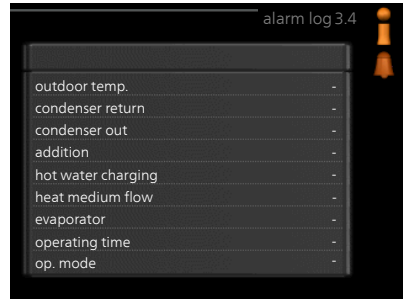 alarm log 3.4
outdoor temp. -
condenser return -
condenser out -
addition -
hot water charging -
heat medium flow -
evaporator -
operating time -
op. mode -